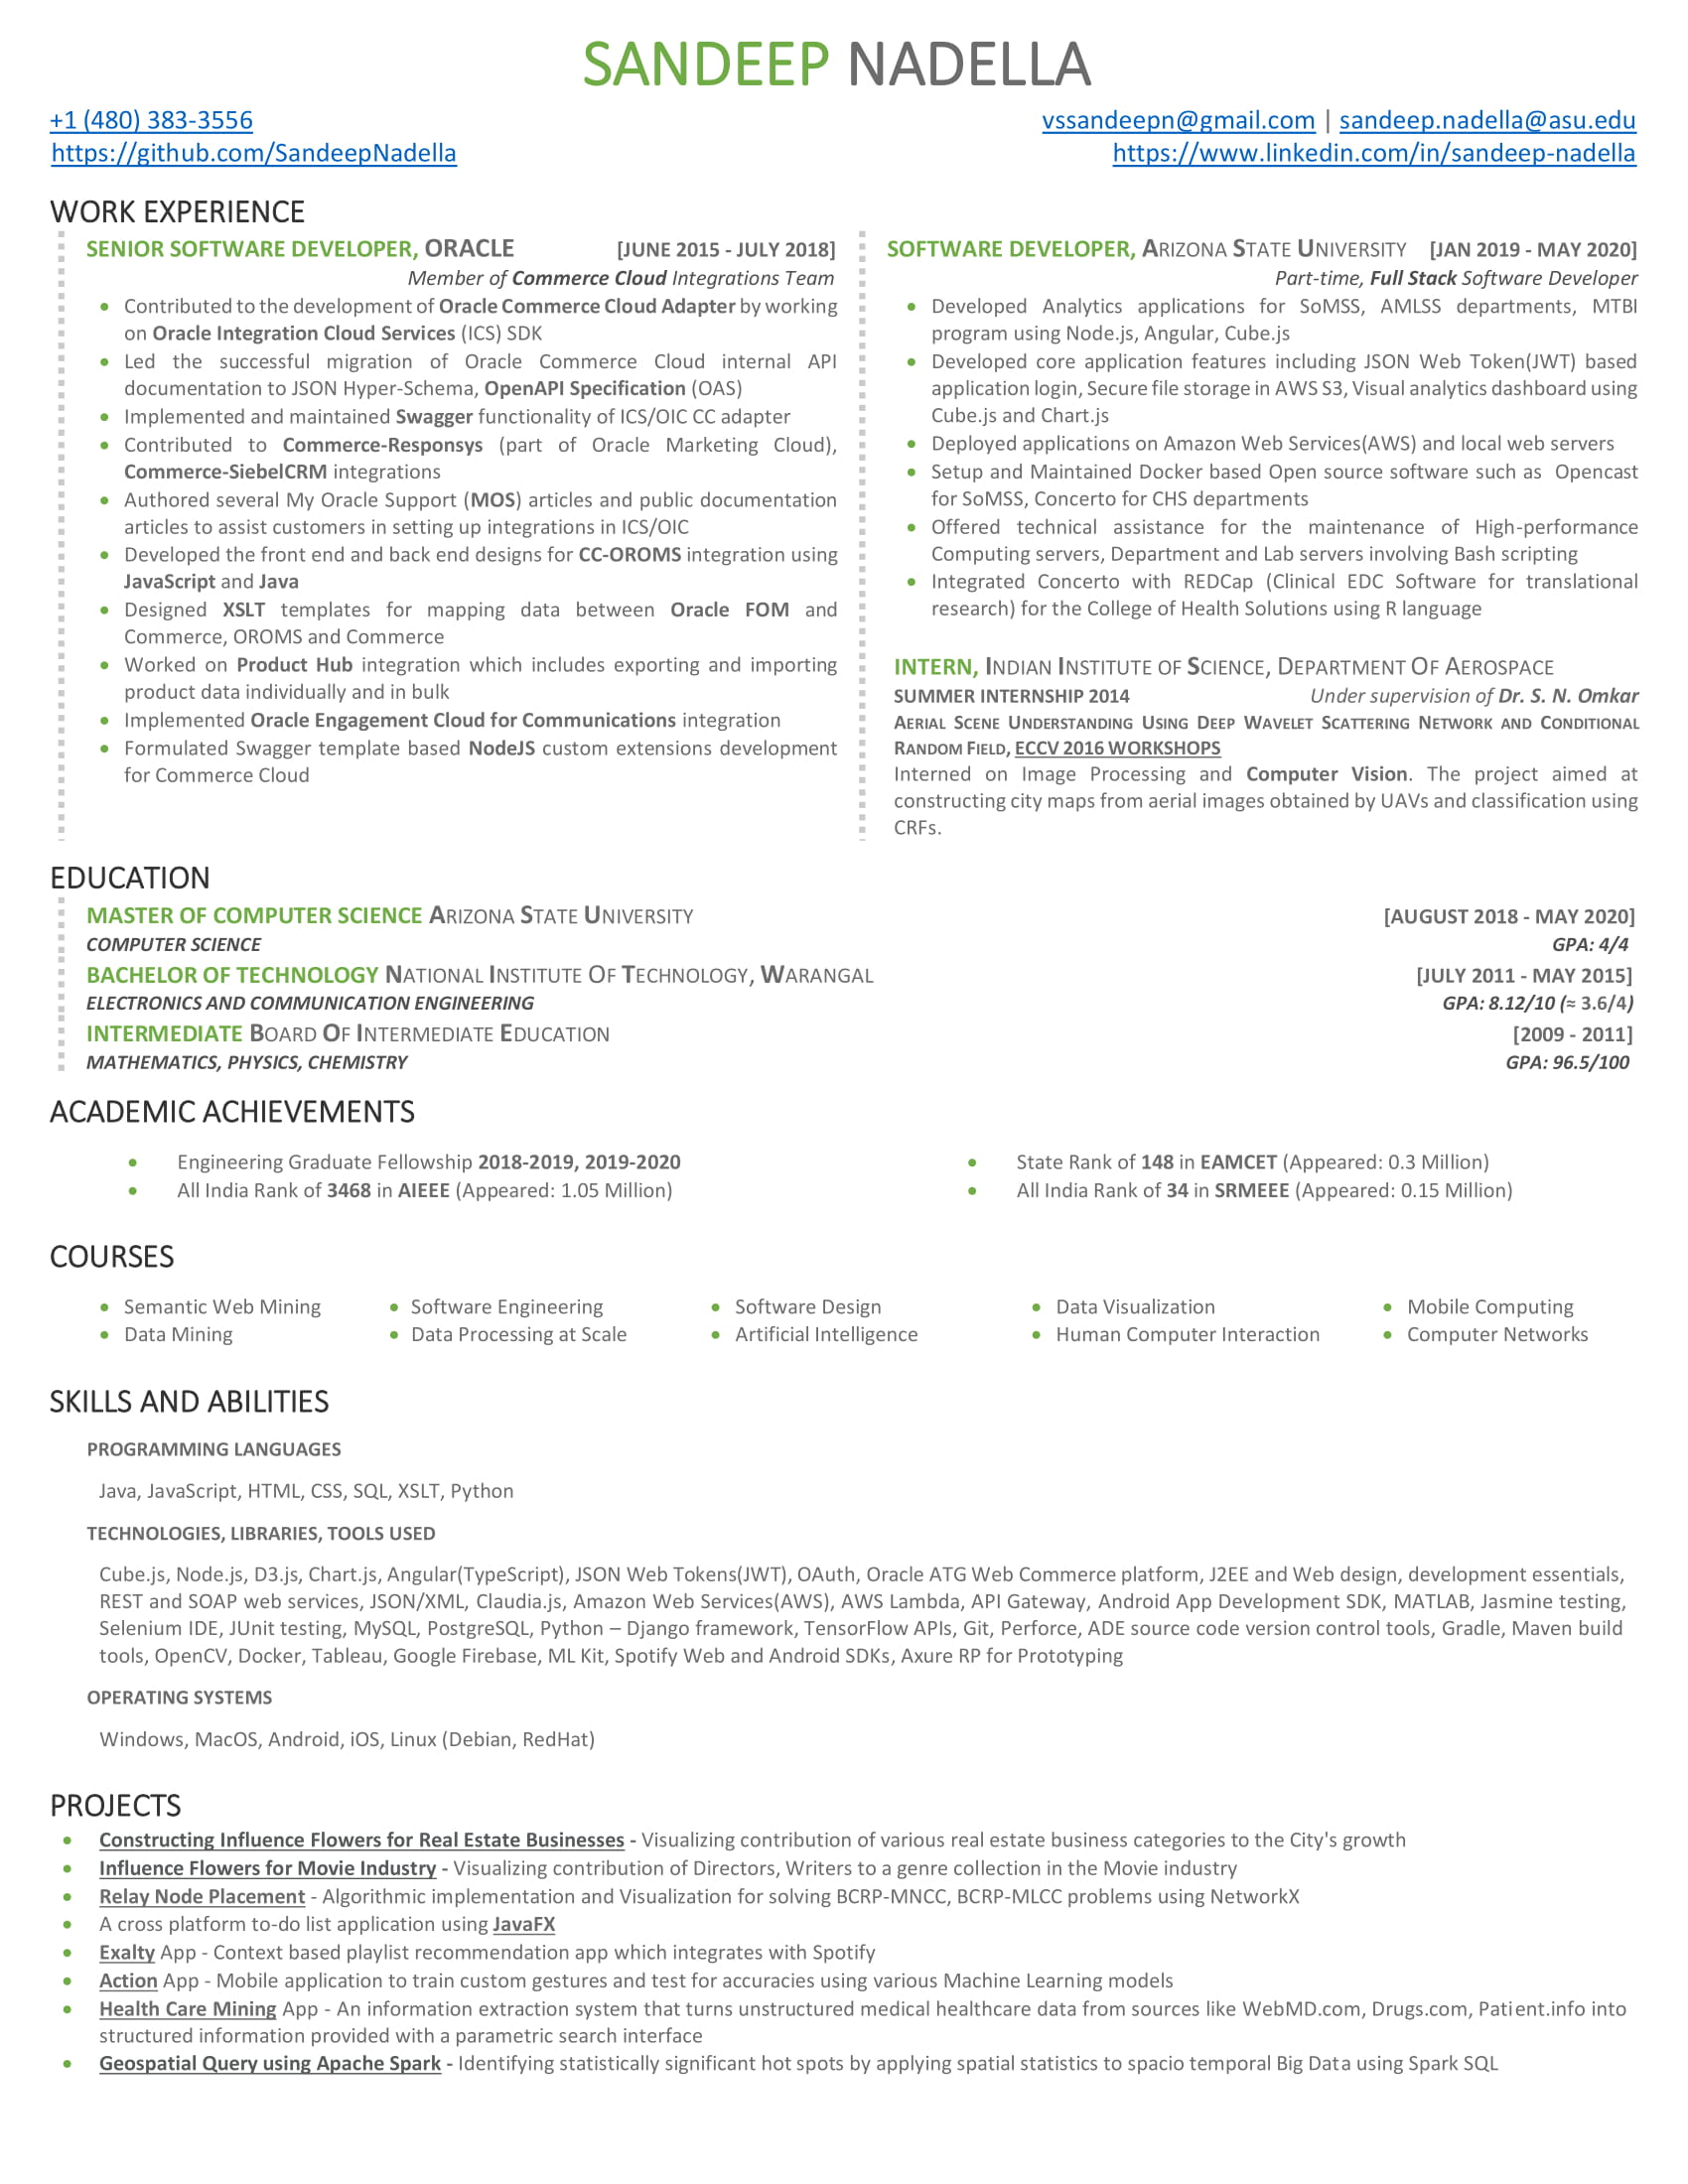 SANDEEP NADELLA
+1 (480) 383-3556
vssandeepn@gmail.com | sandeep.nadella@asu.edu
https://github.com/SandeepNadella
https://www.linkedin.com/in/sandeep-nadella
WORK EXPERIENCE
SENIOR SOFTWARE DEVELOPER, ORACLE [JUNE 2015 - JULY 2018]
Member of Commerce Cloud Integrations Team
• Contributed to the development of Oracle Commerce Cloud Adapter by working
on Oracle Integration Cloud Services (ICS) SDK
• Led the successful migration of Oracle Commerce Cloud internal API
documentation to JSON Hyper-Schema, OpenAPI Specification (OAS)
• Implemented and maintained Swagger functionality of ICS/OIC CC adapter
• Contributed to Commerce-Responsys (part of Oracle Marketing Cloud),
Commerce-SiebelCRM integrations
• Authored several My Oracle Support (MOS) articles and public documentation
articles to assist customers in setting up integrations in ICS/OIC
• Developed the front end and back end designs for CC-OROMS integration using
JavaScript and Java
• Designed XSLT templates for mapping data between Oracle FOM and
Commerce, OROMS and Commerce
• Worked on Product Hub integration which includes exporting and importing
product data individually and in bulk
• Implemented Oracle Engagement Cloud for Communications integration
• Formulated Swagger template based NodeJS custom extensions development
for Commerce Cloud
SOFTWARE DEVELOPER, ARIZONA STATE UNIVERSITY [JAN 2019 - MAY 2020]
Part-time, Full Stack Software Developer
• Developed Analytics applications for SoMSS, AMLSS departments, MTBI
program using Node.js, Angular, Cube.js
• Developed core application features including JSON Web Token(JWT) based
application login, Secure file storage in AWS S3, Visual analytics dashboard using
Cube.js and Chart.js
• Deployed applications on Amazon Web Services(AWS) and local web servers
• Setup and Maintained Docker based Open source software such as Opencast
for SoMSS, Concerto for CHS departments
• Offered technical assistance for the maintenance of High-performance
Computing servers, Department and Lab servers involving Bash scripting
• Integrated Concerto with REDCap (Clinical EDC Software for translational
research) for the College of Health Solutions using R language
INTERN, INDIAN INSTITUTE OF SCIENCE, DEPARTMENT OF AEROSPACE
SUMMER INTERNSHIP 2014 Under supervision of Dr. S. N. Omkar
AERIAL SCENE UNDERSTANDING USING DEEP WAVELET SCATTERING NETWORK AND CONDITIONAL
RANDOM FIELD, ECCV 2016 WORKSHOPS
Interned on Image Processing and Computer Vision. The project aimed at
constructing city maps from aerial images obtained by UAVs and classification using
CRFs.
EDUCATION
MASTER OF COMPUTER SCIENCE ARIZONA STATE UNIVERSITY [AUGUST 2018 - MAY 2020]
COMPUTER SCIENCE GPA: 4/4
BACHELOR OF TECHNOLOGY NATIONAL INSTITUTE OF TECHNOLOGY, WARANGAL [JULY 2011 - MAY 2015]
ELECTRONICS AND COMMUNICATION ENGINEERING GPA: 8.12/10 (≈ 3.6/4)
INTERMEDIATE BOARD OF INTERMEDIATE EDUCATION [2009 - 2011]
MATHEMATICS, PHYSICS, CHEMISTRY GPA: 96.5/100
ACADEMIC ACHIEVEMENTS
• Engineering Graduate Fellowship 2018-2019, 2019-2020 • State Rank of 148 in EAMCET (Appeared: 0.3 Million)
• All India Rank of 3468 in AIEEE (Appeared: 1.05 Million) • All India Rank of 34 in SRMEEE (Appeared: 0.15 Million)
COURSES
• Semantic Web Mining • Software Engineering • Software Design • Data Visualization • Mobile Computing
• Data Mining • Data Processing at Scale • Artificial Intelligence • Human Computer Interaction • Computer Networks
SKILLS AND ABILITIES
PROGRAMMING LANGUAGES
Java, JavaScript, HTML, CSS, SQL, XSLT, Python
TECHNOLOGIES, LIBRARIES, TOOLS USED
Cube.js, Node.js, D3.js, Chart.js, Angular(TypeScript), JSON Web Tokens(JWT), OAuth, Oracle ATG Web Commerce platform, J2EE and Web design, development essentials,
REST and SOAP web services, JSON/XML, Claudia.js, Amazon Web Services(AWS), AWS Lambda, API Gateway, Android App Development SDK, MATLAB, Jasmine testing,
Selenium IDE, JUnit testing, MySQL, PostgreSQL, Python – Django framework, TensorFlow APIs, Git, Perforce, ADE source code version control tools, Gradle, Maven build
tools, OpenCV, Docker, Tableau, Google Firebase, ML Kit, Spotify Web and Android SDKs, Axure RP for Prototyping
OPERATING SYSTEMS
Windows, MacOS, Android, iOS, Linux (Debian, RedHat)
PROJECTS
• Constructing Influence Flowers for Real Estate Businesses - Visualizing contribution of various real estate business categories to the City's growth
• Influence Flowers for Movie Industry - Visualizing contribution of Directors, Writers to a genre collection in the Movie industry
• Relay Node Placement - Algorithmic implementation and Visualization for solving BCRP-MNCC, BCRP-MLCC problems using NetworkX
• A cross platform to-do list application using JavaFX
• Exalty App - Context based playlist recommendation app which integrates with Spotify
• Action App - Mobile application to train custom gestures and test for accuracies using various Machine Learning models
• Health Care Mining App - An information extraction system that turns unstructured medical healthcare data from sources like WebMD.com, Drugs.com, Patient.info into
structured information provided with a parametric search interface
• Geospatial Query using Apache Spark - Identifying statistically significant hot spots by applying spatial statistics to spacio temporal Big Data using Spark SQL